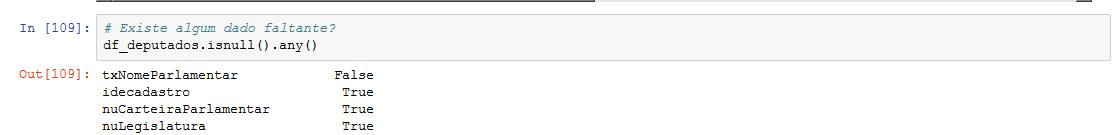 In [109]: # Existe algum dado faltante?
df_deputados.isnull().any()
Out[109]: txNomeParlamentar False
idecadastro True
nuCarteiraParlamentar True
nuLegislatura True